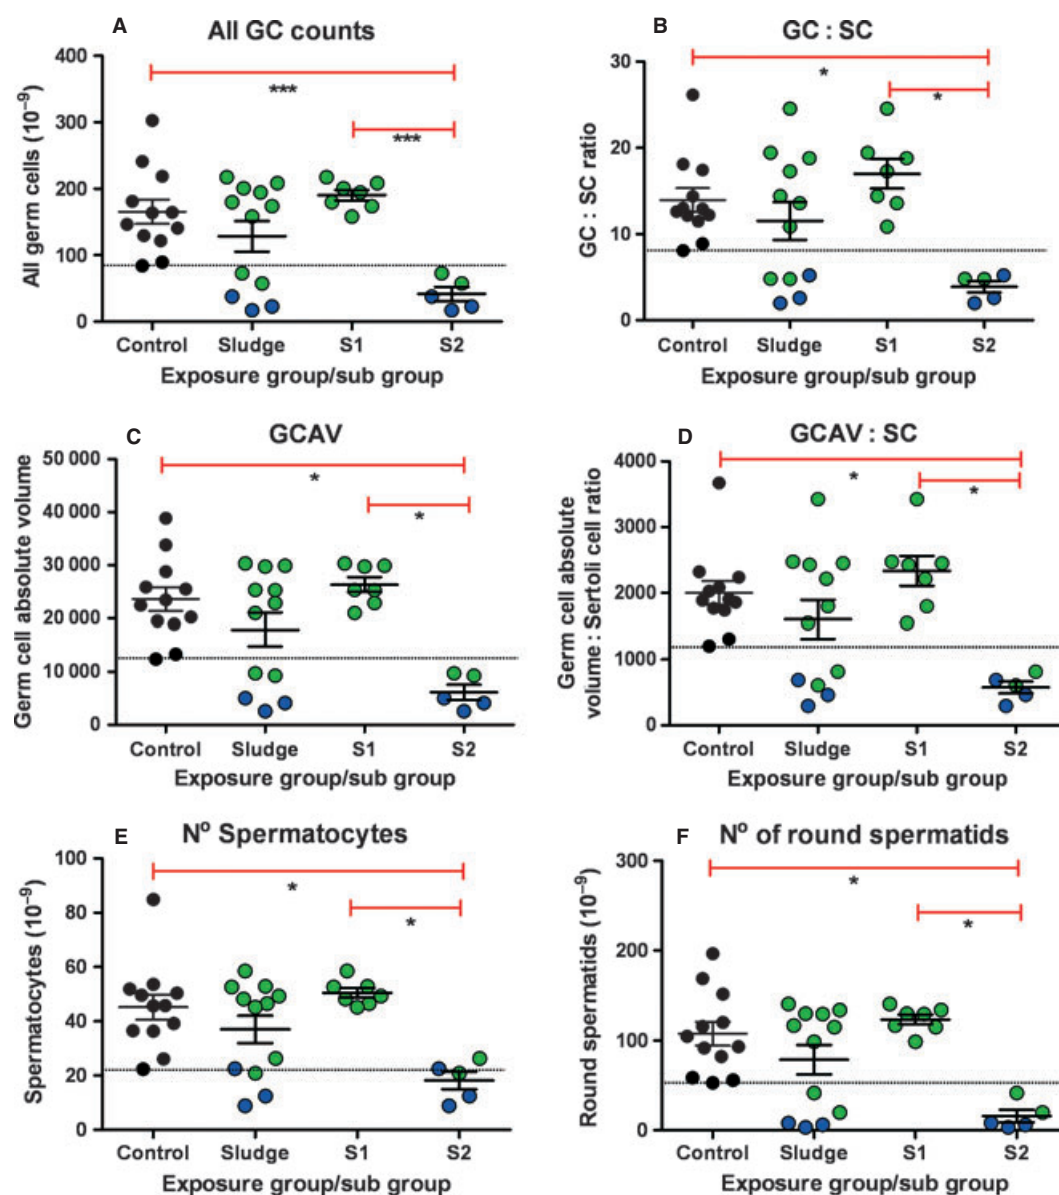 A All GC counts
All germ cells (10⁻⁹)
400
300
200
100
0
***
***
Control Sludge S1 S2
Exposure group/sub group
B GC : SC
GC : SC ratio
30
20
10
0
*
*
Control Sludge S1 S2
Exposure group/sub group
C GCAV
Germ cell absolute volume
50 000
40 000
30 000
20 000
10 000
0
*
*
Control Sludge S1 S2
Exposure group/sub group
D GCAV : SC
Germ cell absolute
volume : Sertoli cell ratio
4000
3000
2000
1000
0
*
*
Control Sludge S1 S2
Exposure group/sub group
E Nº Spermatocytes
Spermatocytes (10⁻⁹)
100
80
60
40
20
0
*
*
Control Sludge S1 S2
Exposure group/sub group
F Nº of round spermatids
Round spermatids (10⁻⁹)
300
200
100
0
*
*
Control Sludge S1 S2
Exposure group/sub group